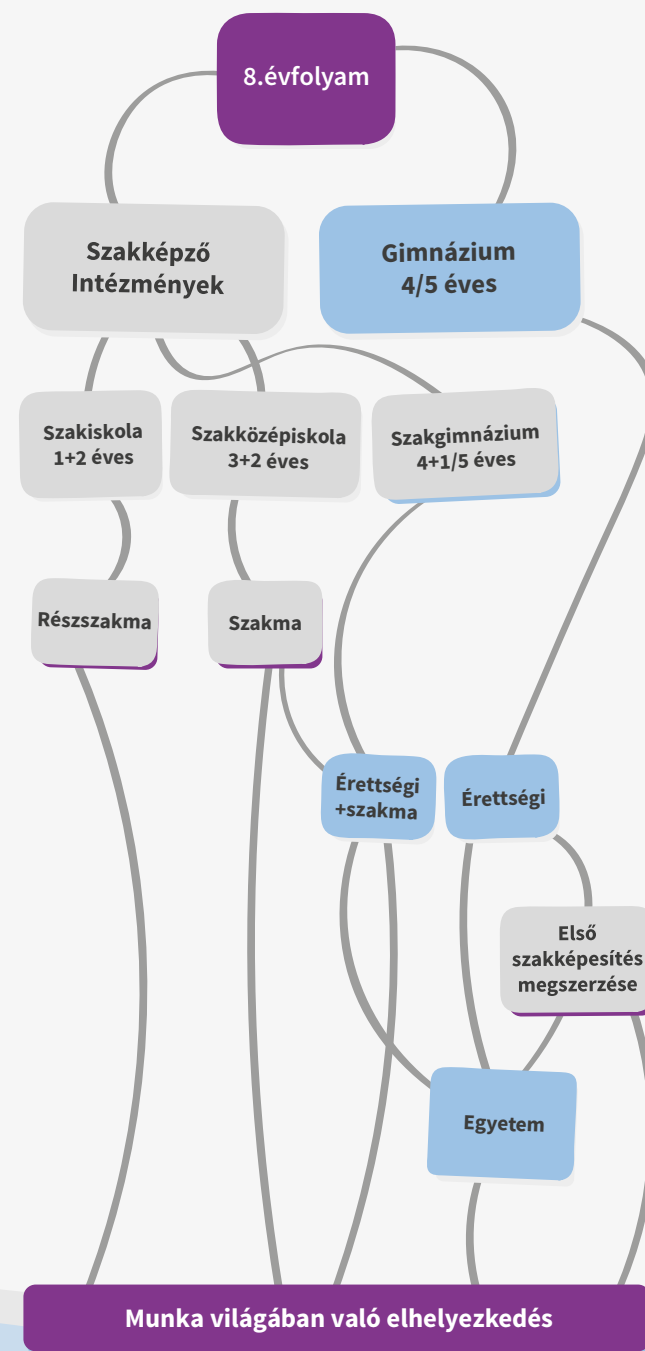 8.évfolyam
Szakképző
Intézmények
Gimnázium
4/5 éves
Szakiskola
1+2 éves
Szakközépiskola
3+2 éves
Szakgimnázium
4+1/5 éves
Részszakma
Szakma
Érettségi
+szakma
Érettségi
Első
szakképesítés
megszerzése
Egyetem
Munka világában való elhelyezkedés